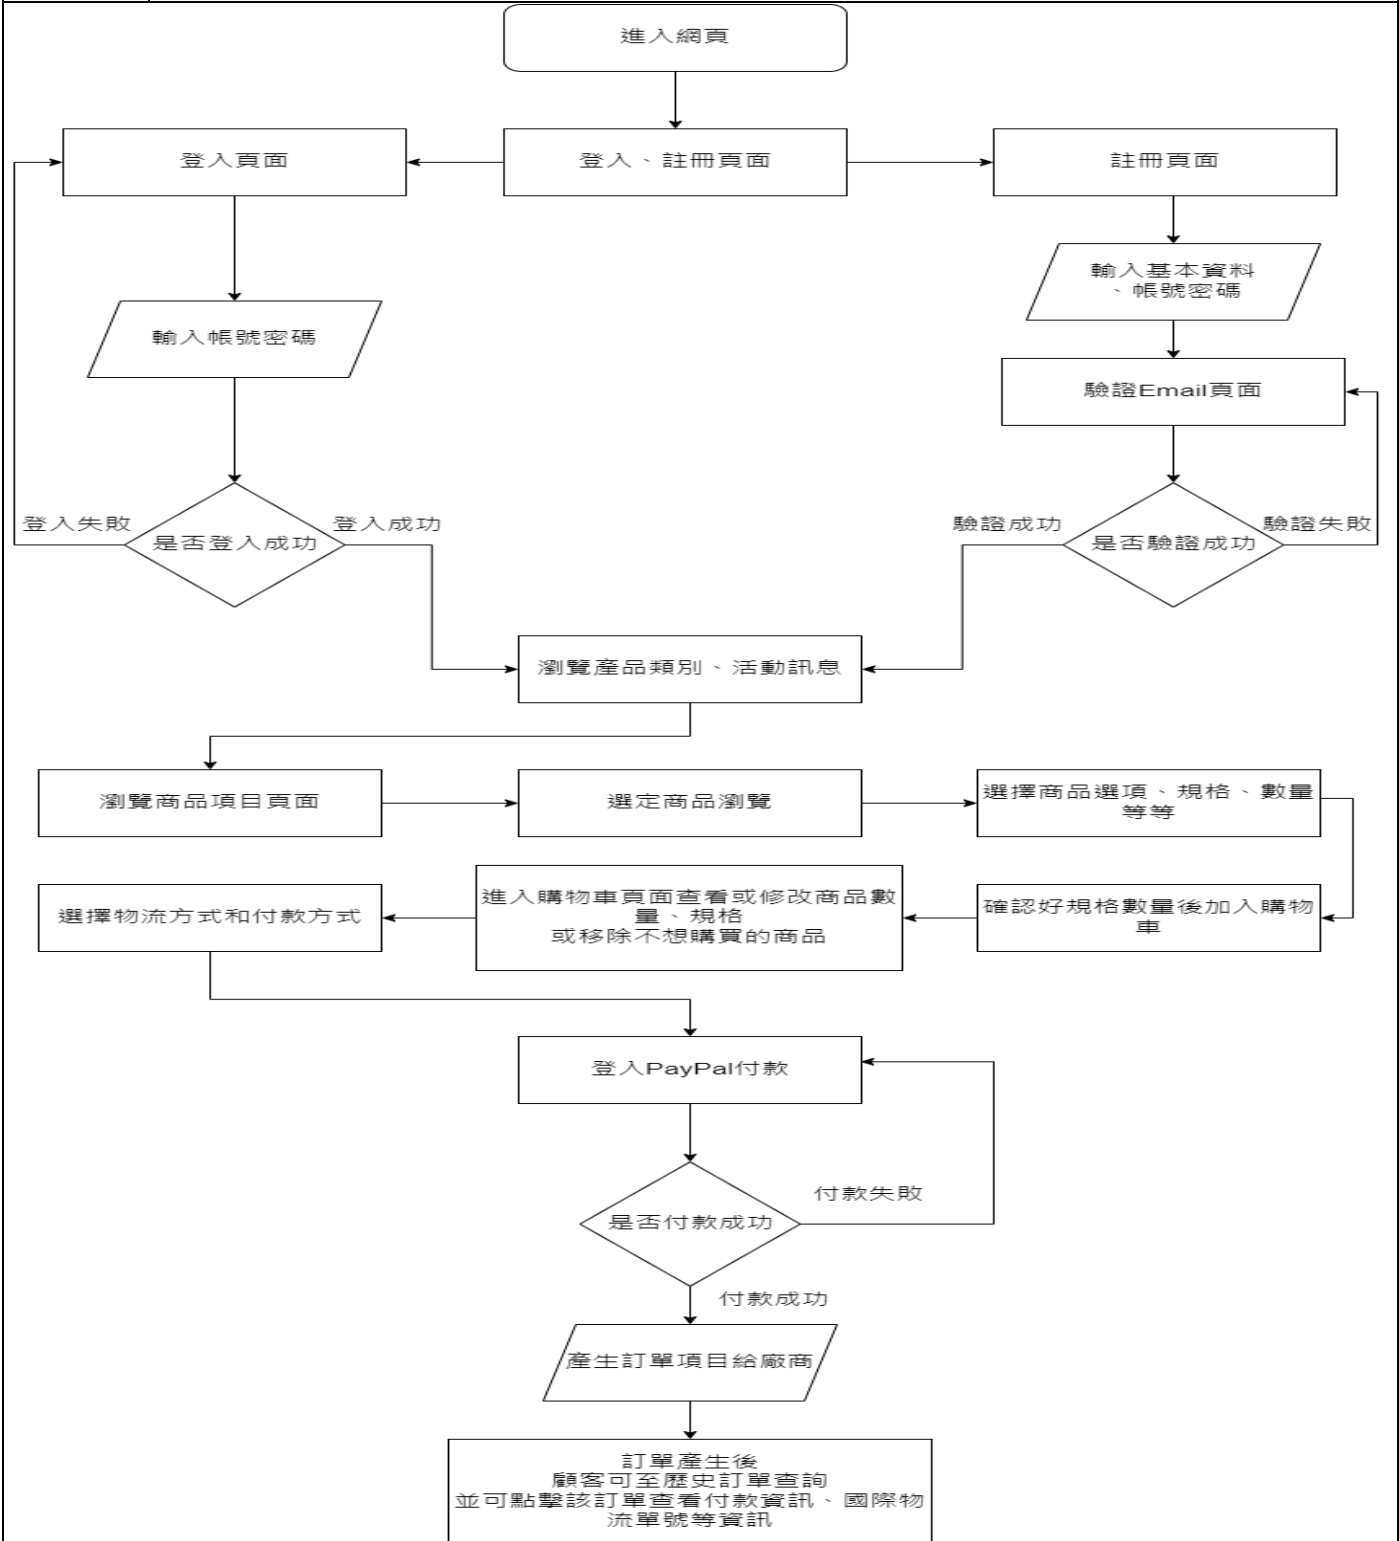 進入網頁
登入頁面
登入、註冊頁面
註冊頁面
輸入基本資料
、帳號密碼
輸入帳號密碼
驗證Email頁面
登入失敗
登入成功
驗證成功
驗證失敗
是否登入成功
是否驗證成功
瀏覽產品類別、活動訊息
瀏覽商品項目頁面
選定商品瀏覽
選擇商品選項、規格、數量
等等
確認好規格數量後加入購物
車
進入購物車頁面查看或修改商品數
量、規格
或移除不想購買的商品
選擇物流方式和付款方式
登入PayPal付款
付款失敗
是否付款成功
付款成功
產生訂單項目給廠商
訂單產生後
顧客可至歷史訂單查詢
並可點擊該訂單查看付款資訊、國際物
流單號等資訊